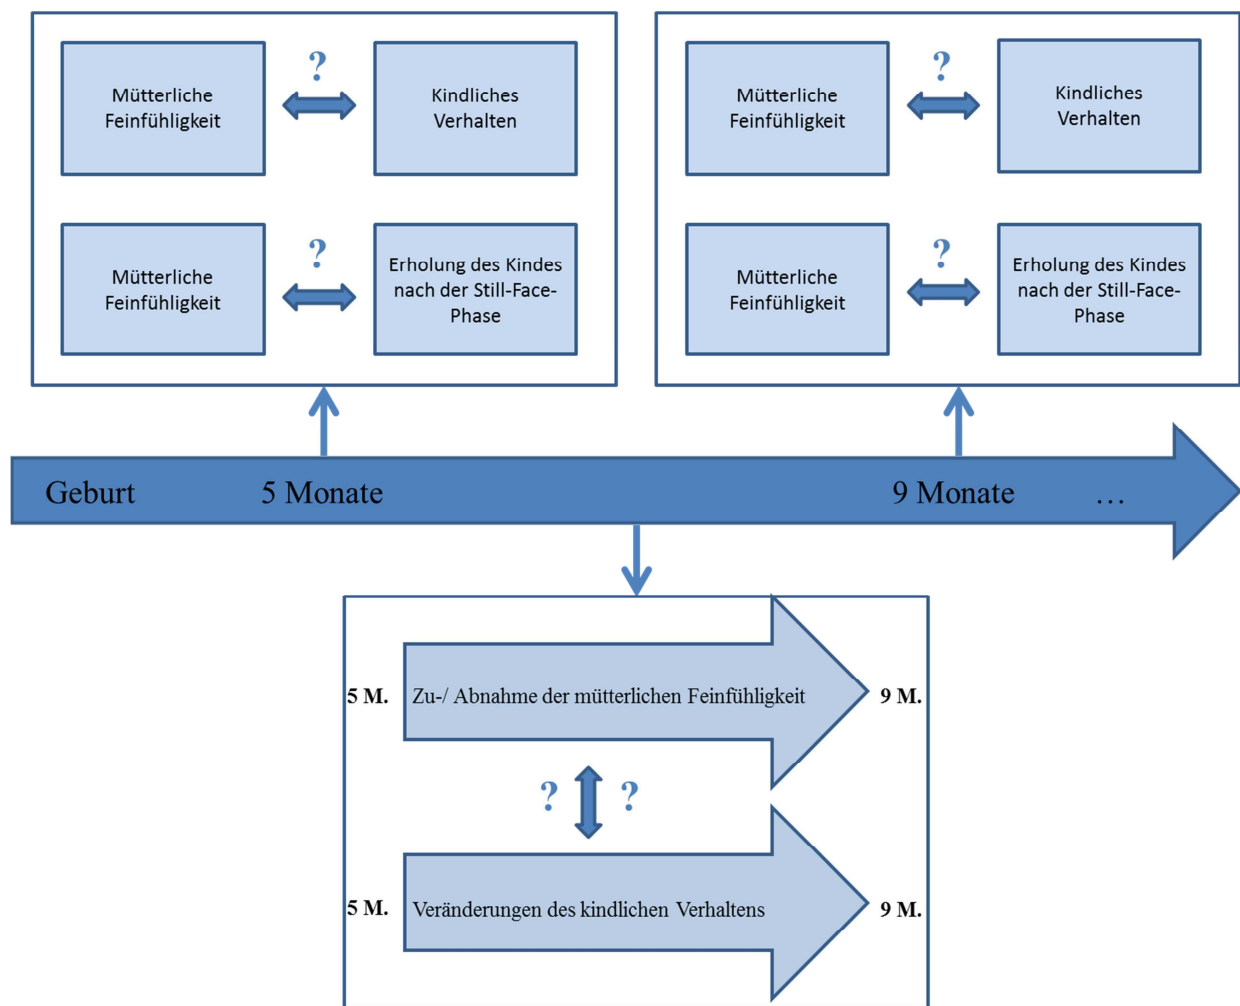 ?
Mütterliche
Feinfühligkeit
Kindliches
Verhalten
?
Mütterliche
Feinfühligkeit
Erholung des Kindes
nach der Still-Face-
Phase
?
Mütterliche
Feinfühligkeit
Kindliches
Verhalten
?
Mütterliche
Feinfühligkeit
Erholung des Kindes
nach der Still-Face-
Phase
Geburt 5 Monate 9 Monate ...
5 M. Zu-/ Abnahme der mütterlichen Feinfühligkeit 9 M.
? ?
5 M. Veränderungen des kindlichen Verhaltens 9 M.